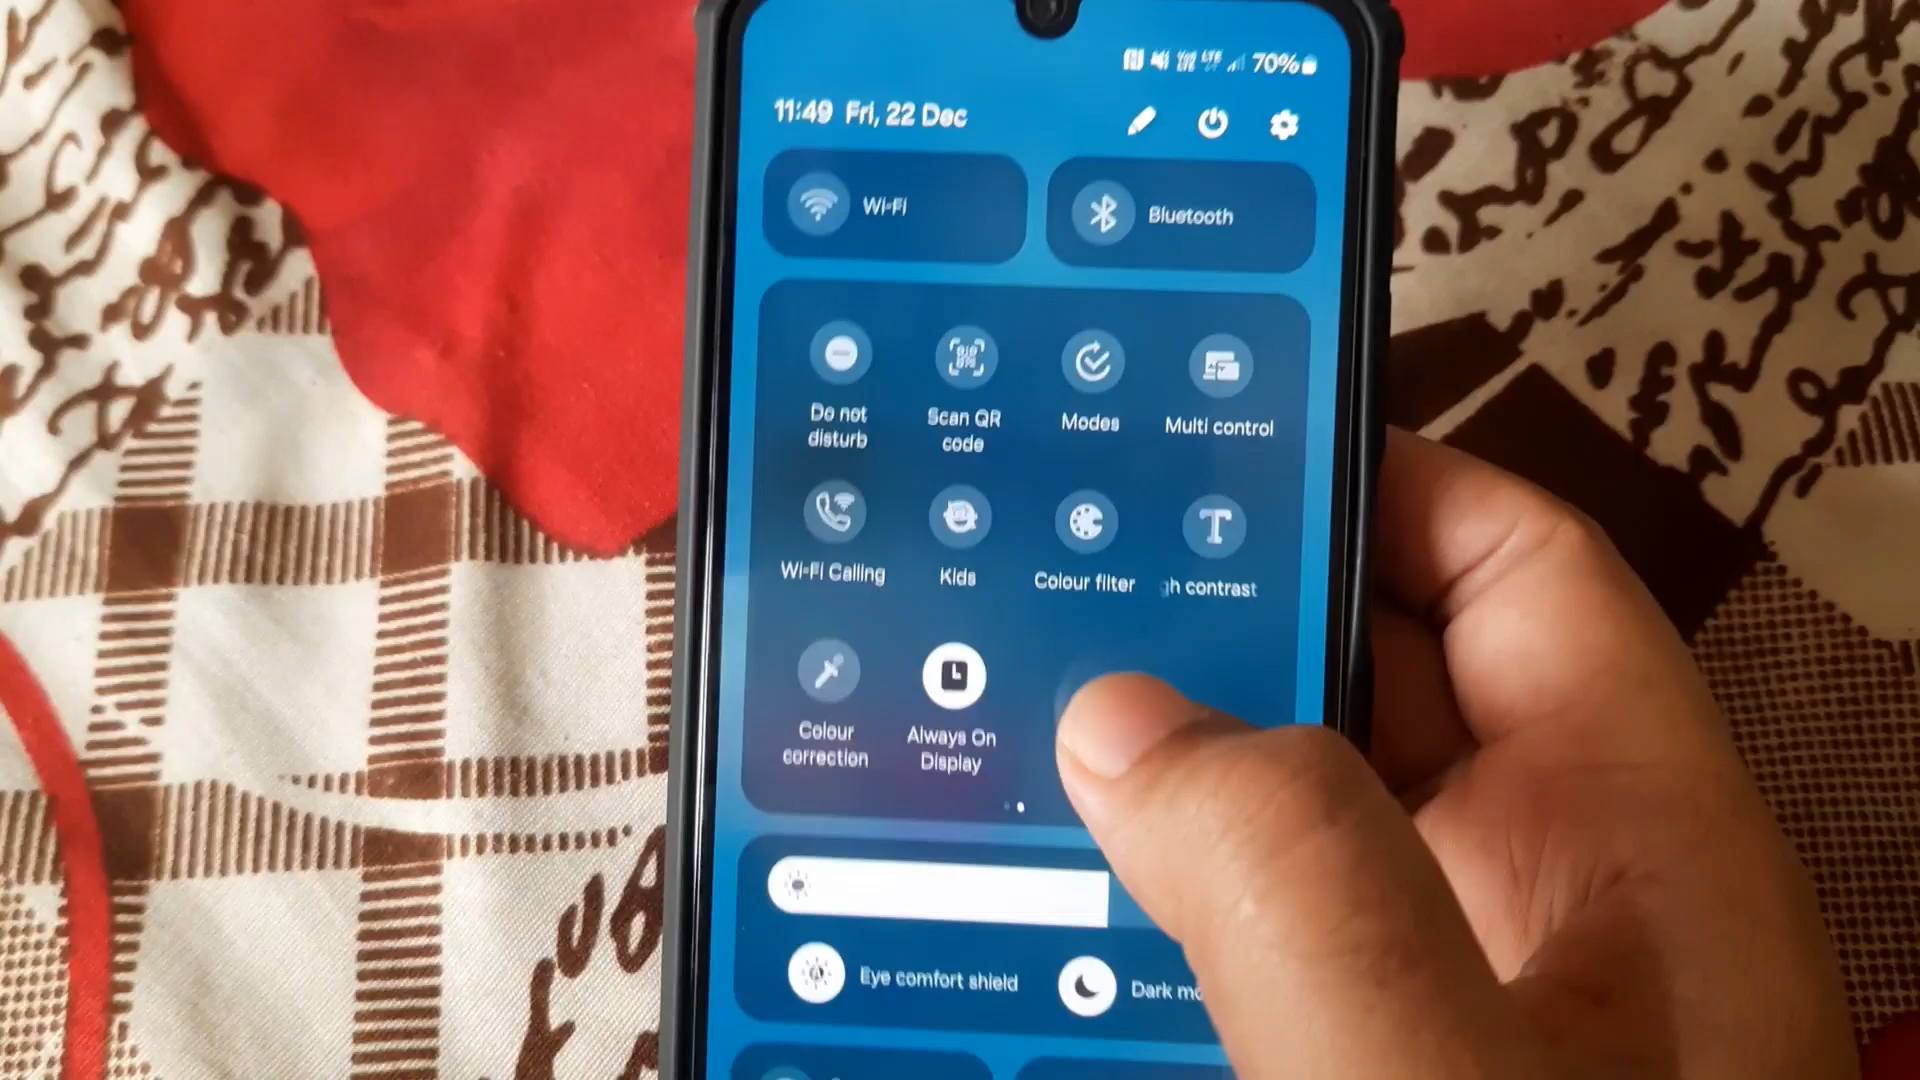 70%
11:49 Fri, 22 Dec
Wi-Fi
Bluetooth
Do not
disturb
Scan QR
code
Modes
Multi control
Wi-Fi Calling
Kids
Colour filter
gh contrast
Colour
correction
Always On
Display
Eye comfort shield
Dark mo